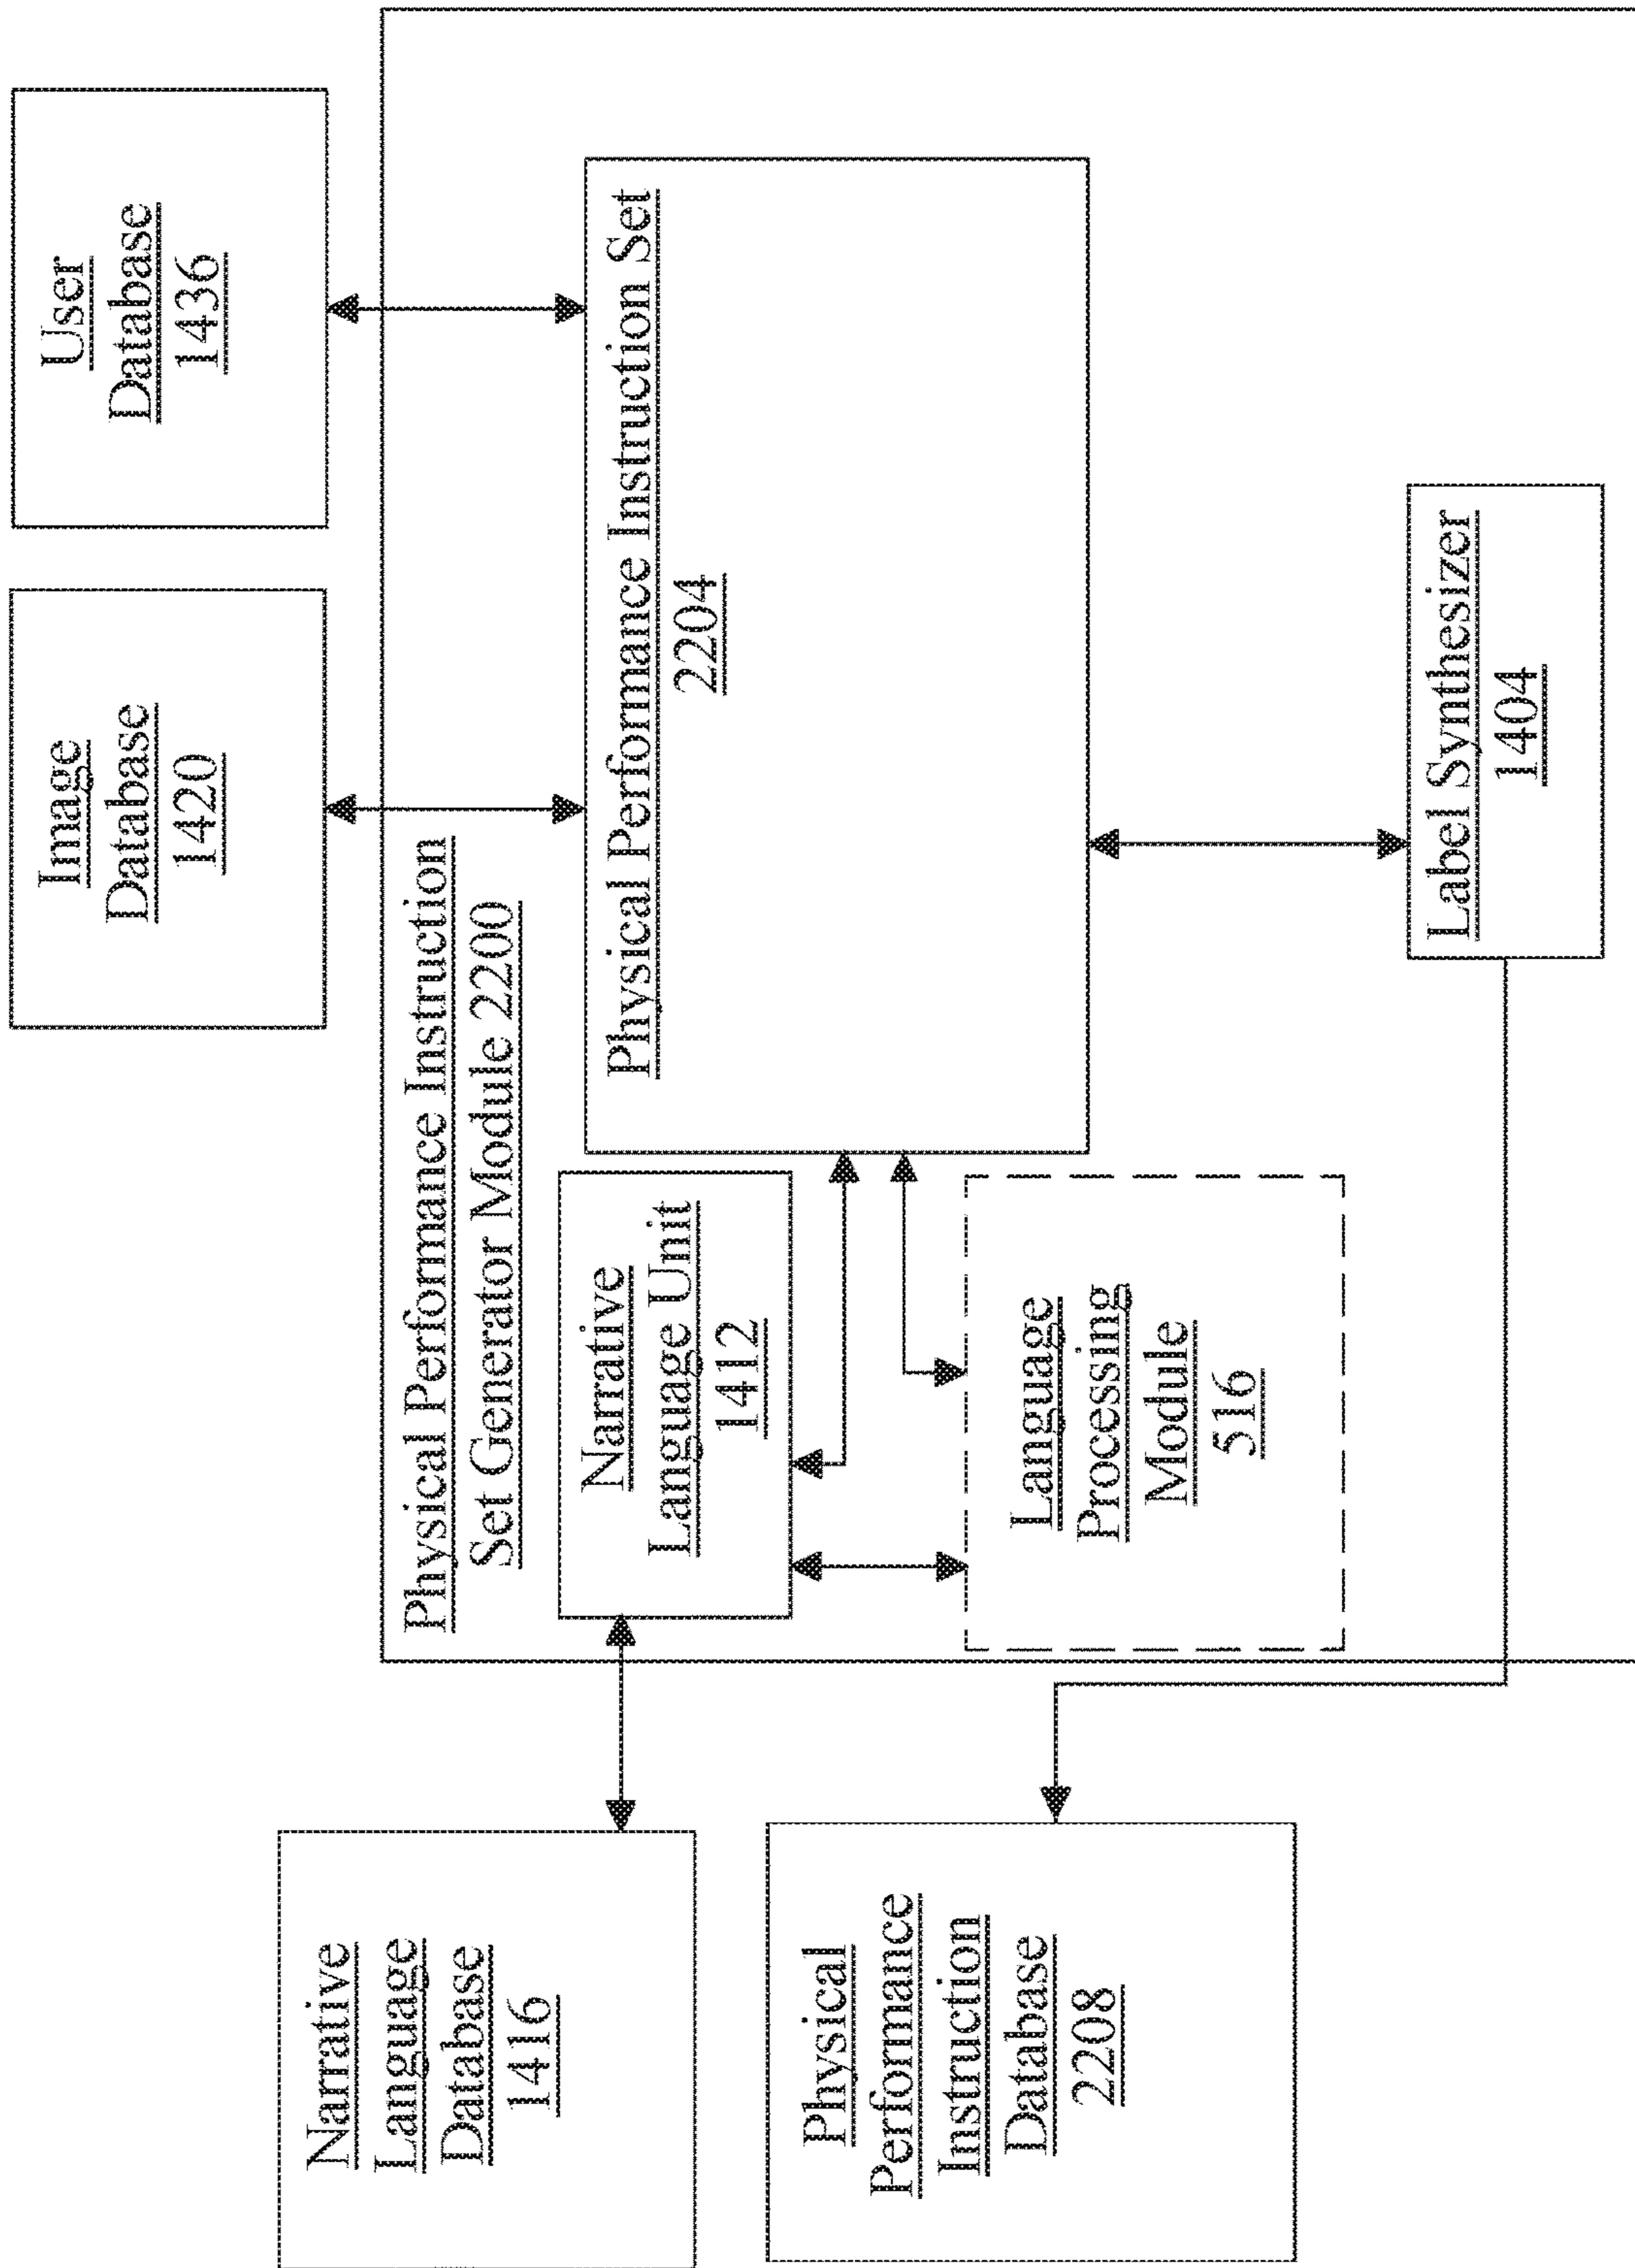 Image
Database
1420
User
Database
1436
Physical Performance Instruction
Set Generator Module 2200
Narrative
Language Database
1416
Narrative
Language Unit
1412
Physical Performance Instruction Set
2204
Physical
Performance
Instruction
Database
2208
Language
Processing
Module
516
Label Synthesizer
1404